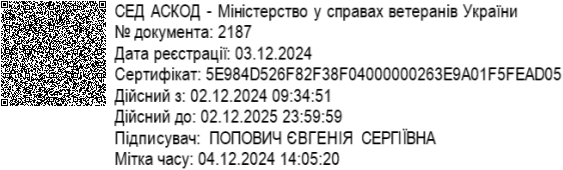 СЕД АСКОД - Міністерство у справах ветеранів України
№ документа: 2187
Дата реєстрації: 03.12.2024
Сертифікат: 5E984D526F82F38F04000000263E9A01F5FEAD05
Дійсний з: 02.12.2024 09:34:51
Дійсний до: 02.12.2025 23:59:59
Підписувач: ПОПОВИЧ ЄВГЕНІЯ СЕРГІЇВНА
Мітка часу: 04.12.2024 14:05:20